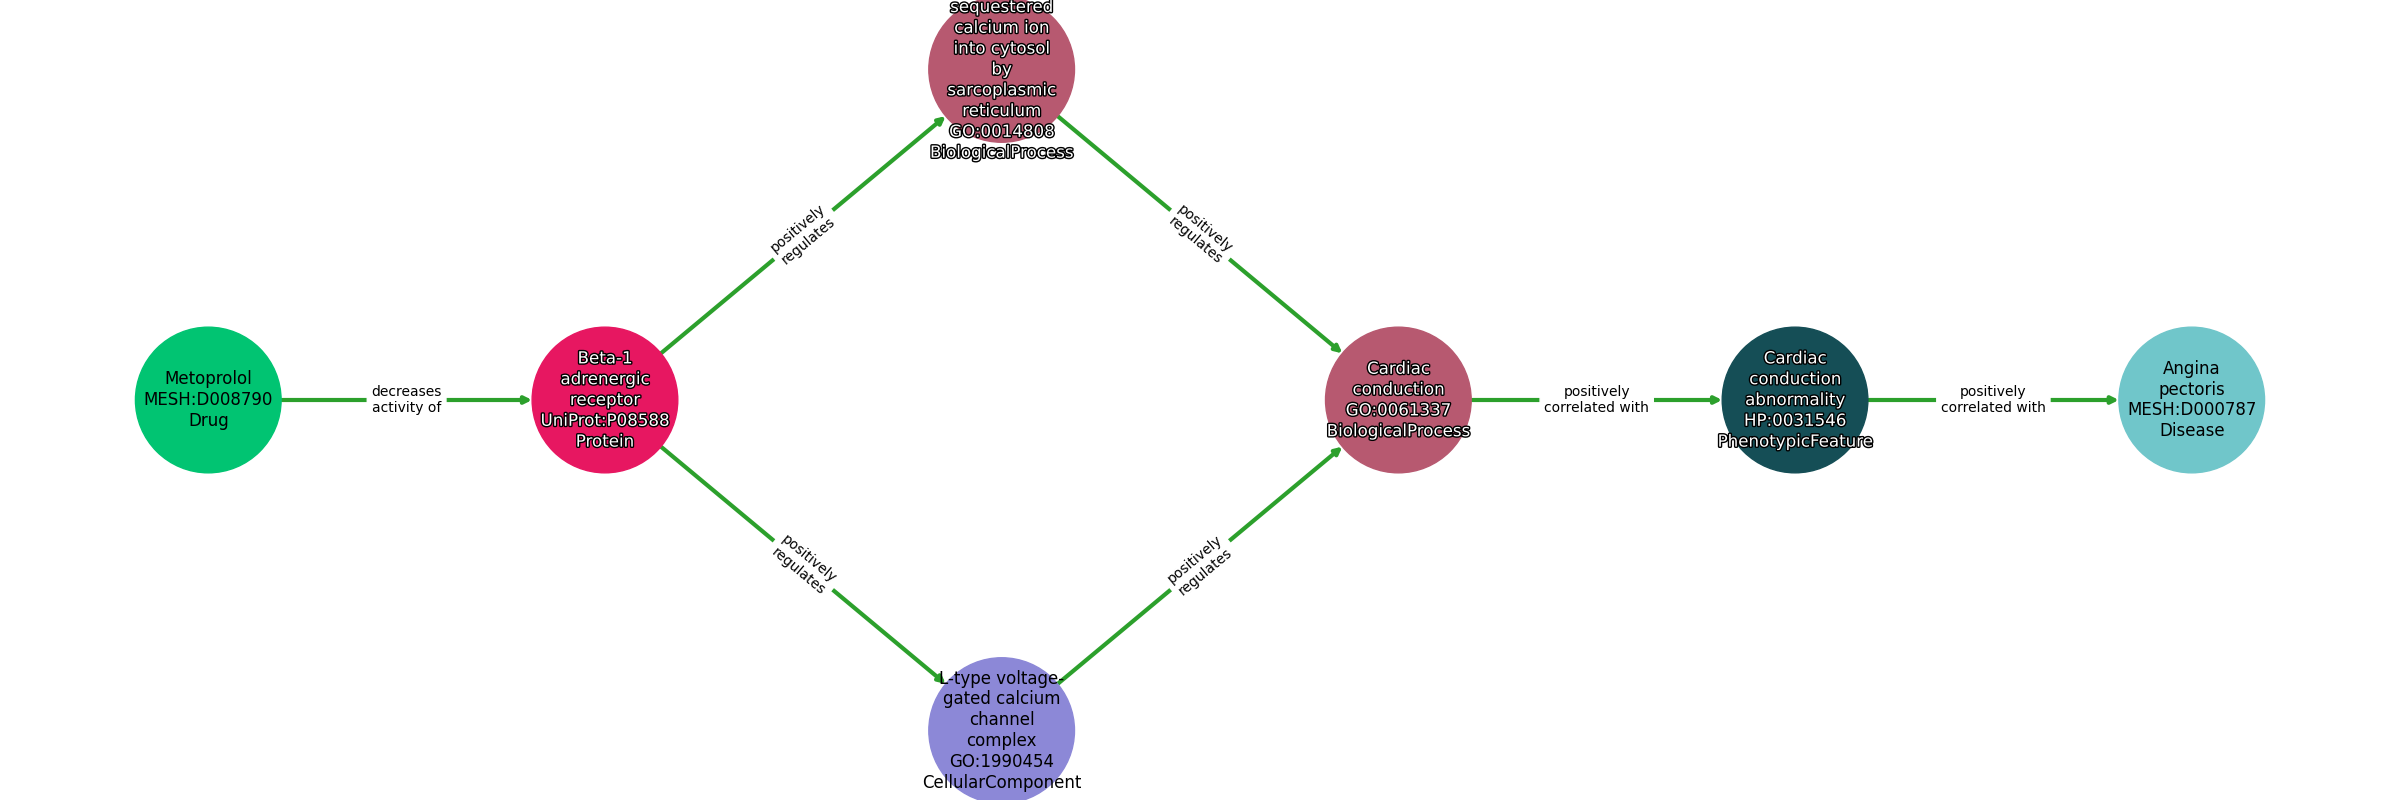 sequestered
calcium ion
into cytosol
by
sarcoplasmic
reticulum
GO:0014808
BiologicalProcess
positively
regulates
positively
regulates
Metoprolol
MESH:D008790
Drug
decreases
activity of
Beta-1
adrenergic
receptor
UniProt:P08588
Protein
Cardiac
conduction
GO:0061337
BiologicalProcess
positively
correlated with
Cardiac
conduction
abnormality
HP:0031546
PhenotypicFeature
positively
correlated with
Angina
pectoris
MESH:D000787
Disease
positively
regulates
positively
regulates
L-type voltage-
gated calcium
channel
complex
GO:1990454
CellularComponent